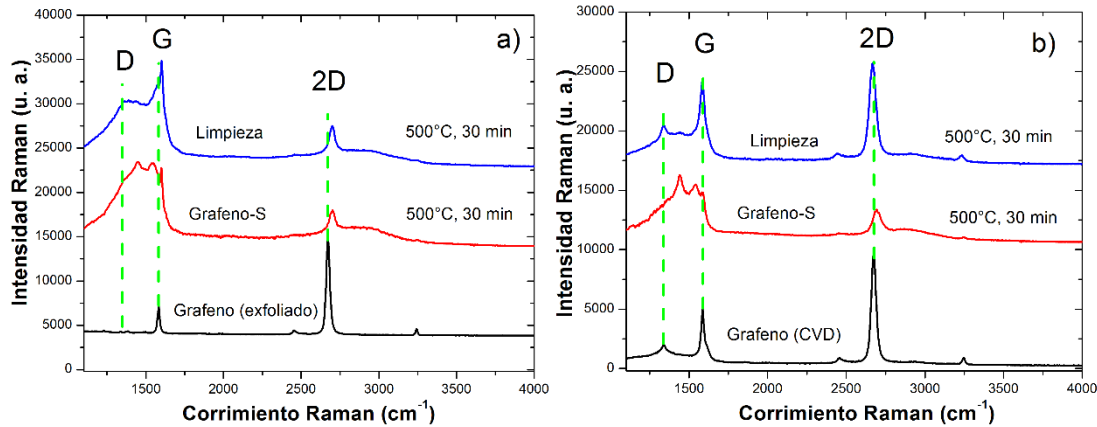 a)
D
G
2D
Limpieza
500°C, 30 min
Grafeno-S
500°C, 30 min
Grafeno (exfoliado)
Intensidad Raman (u. a.)
40000
35000
30000
25000
20000
15000
10000
5000
0
1500
2000
2500
3000
3500
4000
Corrimiento Raman (cm⁻¹)
b)
D
G
2D
Limpieza
500°C, 30 min
Grafeno-S
500°C, 30 min
Grafeno (CVD)
Intensidad Raman (u. a.)
30000
25000
20000
15000
10000
5000
0
1500
2000
2500
3000
3500
4000
Corrimiento Raman (cm⁻¹)